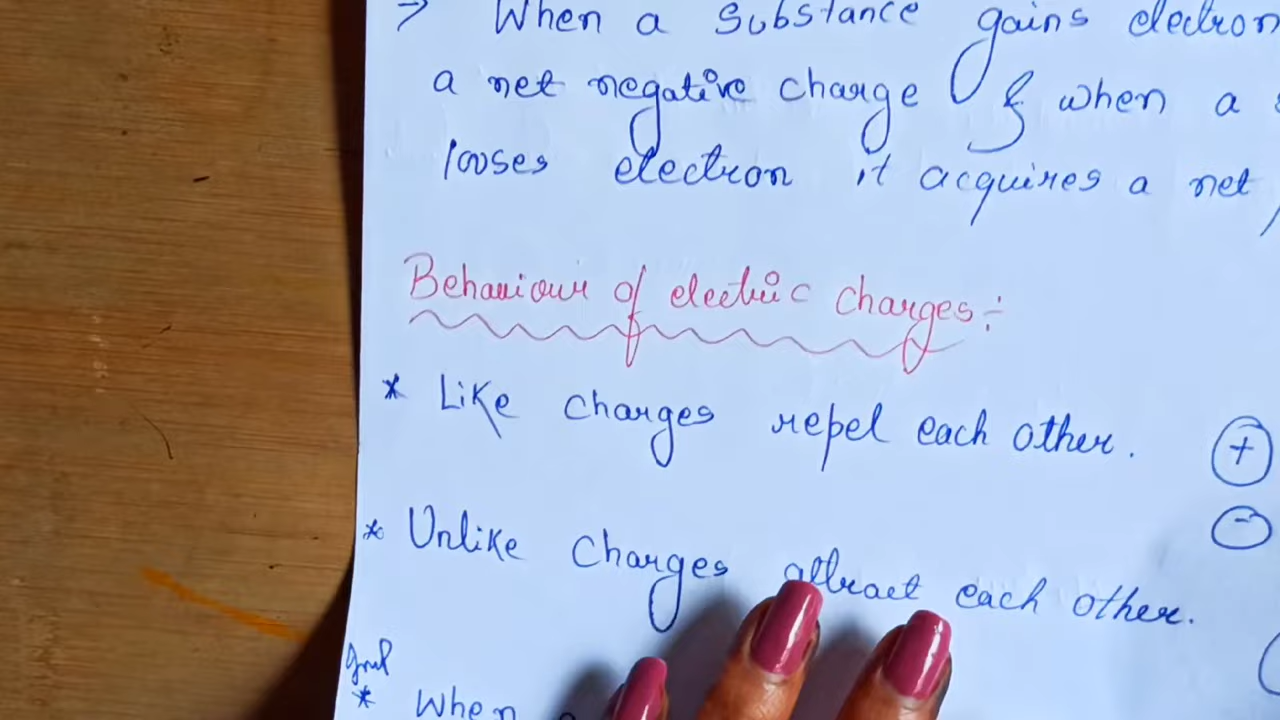 → When a substance gains electron
a net negative charge & when a
looses electron it acquires a net
Behaviour of electric charges:-
* Like charges repel each other. +
-
* Unlike charges attract each other.
* When